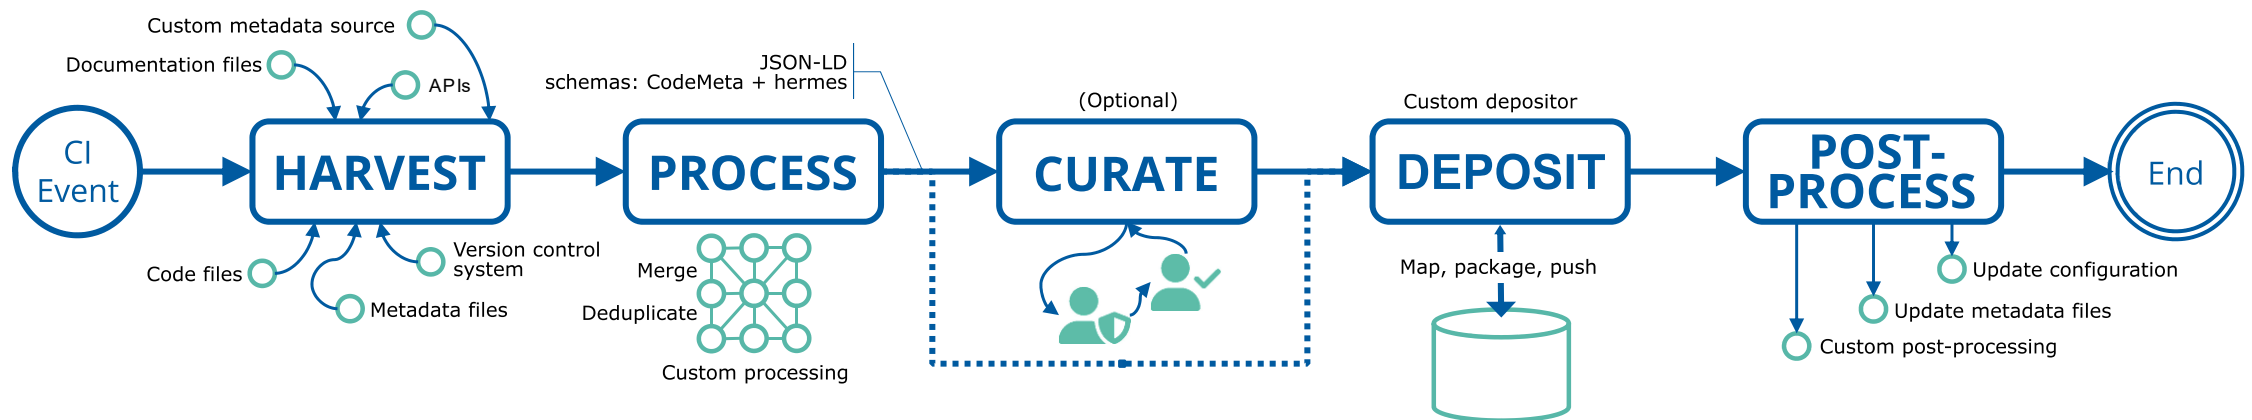 Custom metadata source
Documentation files
APIs
CI
Event
HARVEST
Code files
Version control
system
Metadata files
JSON-LD
schemas: CodeMeta + hermes
PROCESS
Merge
Deduplicate
Custom processing
(Optional)
CURATE
Custom depositor
DEPOSIT
Map, package, push
POST-
PROCESS
Update configuration
Update metadata files
Custom post-processing
End